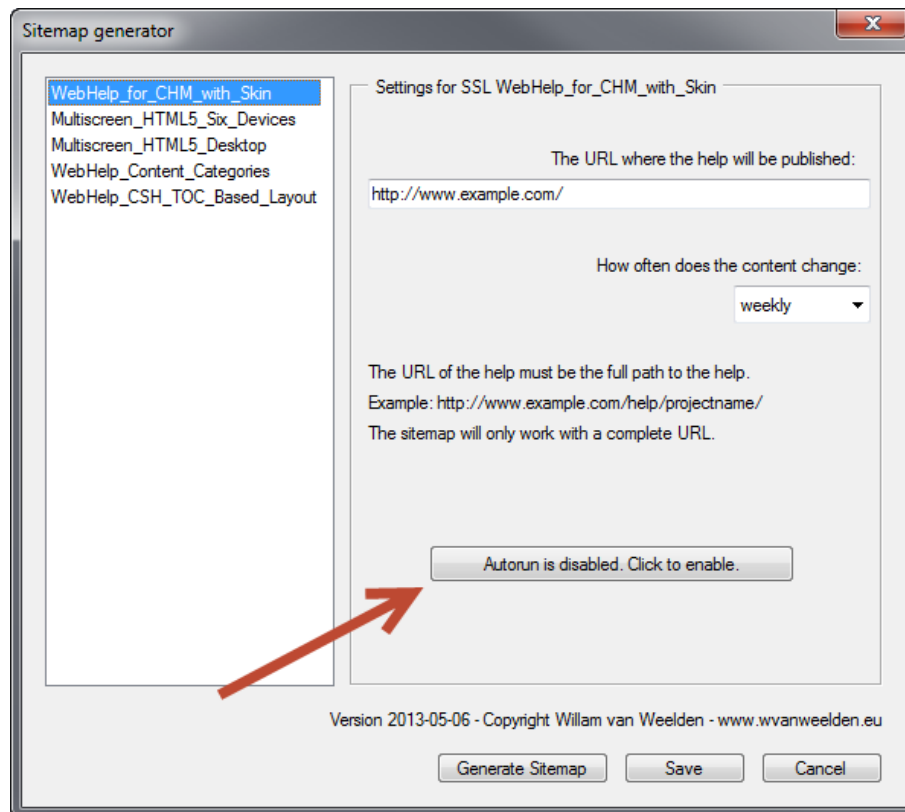 Sitemap generator
WebHelp_for_CHM_with_Skin
Multiscreen_HTML5_Six_Devices
Multiscreen_HTML5_Desktop
WebHelp_Content_Categories
WebHelp_CSH_TOC_Based_Layout
Settings for SSL WebHelp_for_CHM_with_Skin
The URL where the help will be published:
http://www.example.com/
How often does the content change:
weekly
The URL of the help must be the full path to the help.
Example: http://www.example.com/help/projectname/
The sitemap will only work with a complete URL.
Autorun is disabled. Click to enable.
Version 2013-05-06 - Copyright Willam van Weelden - www.wvanweelden.eu
Generate Sitemap
Save
Cancel